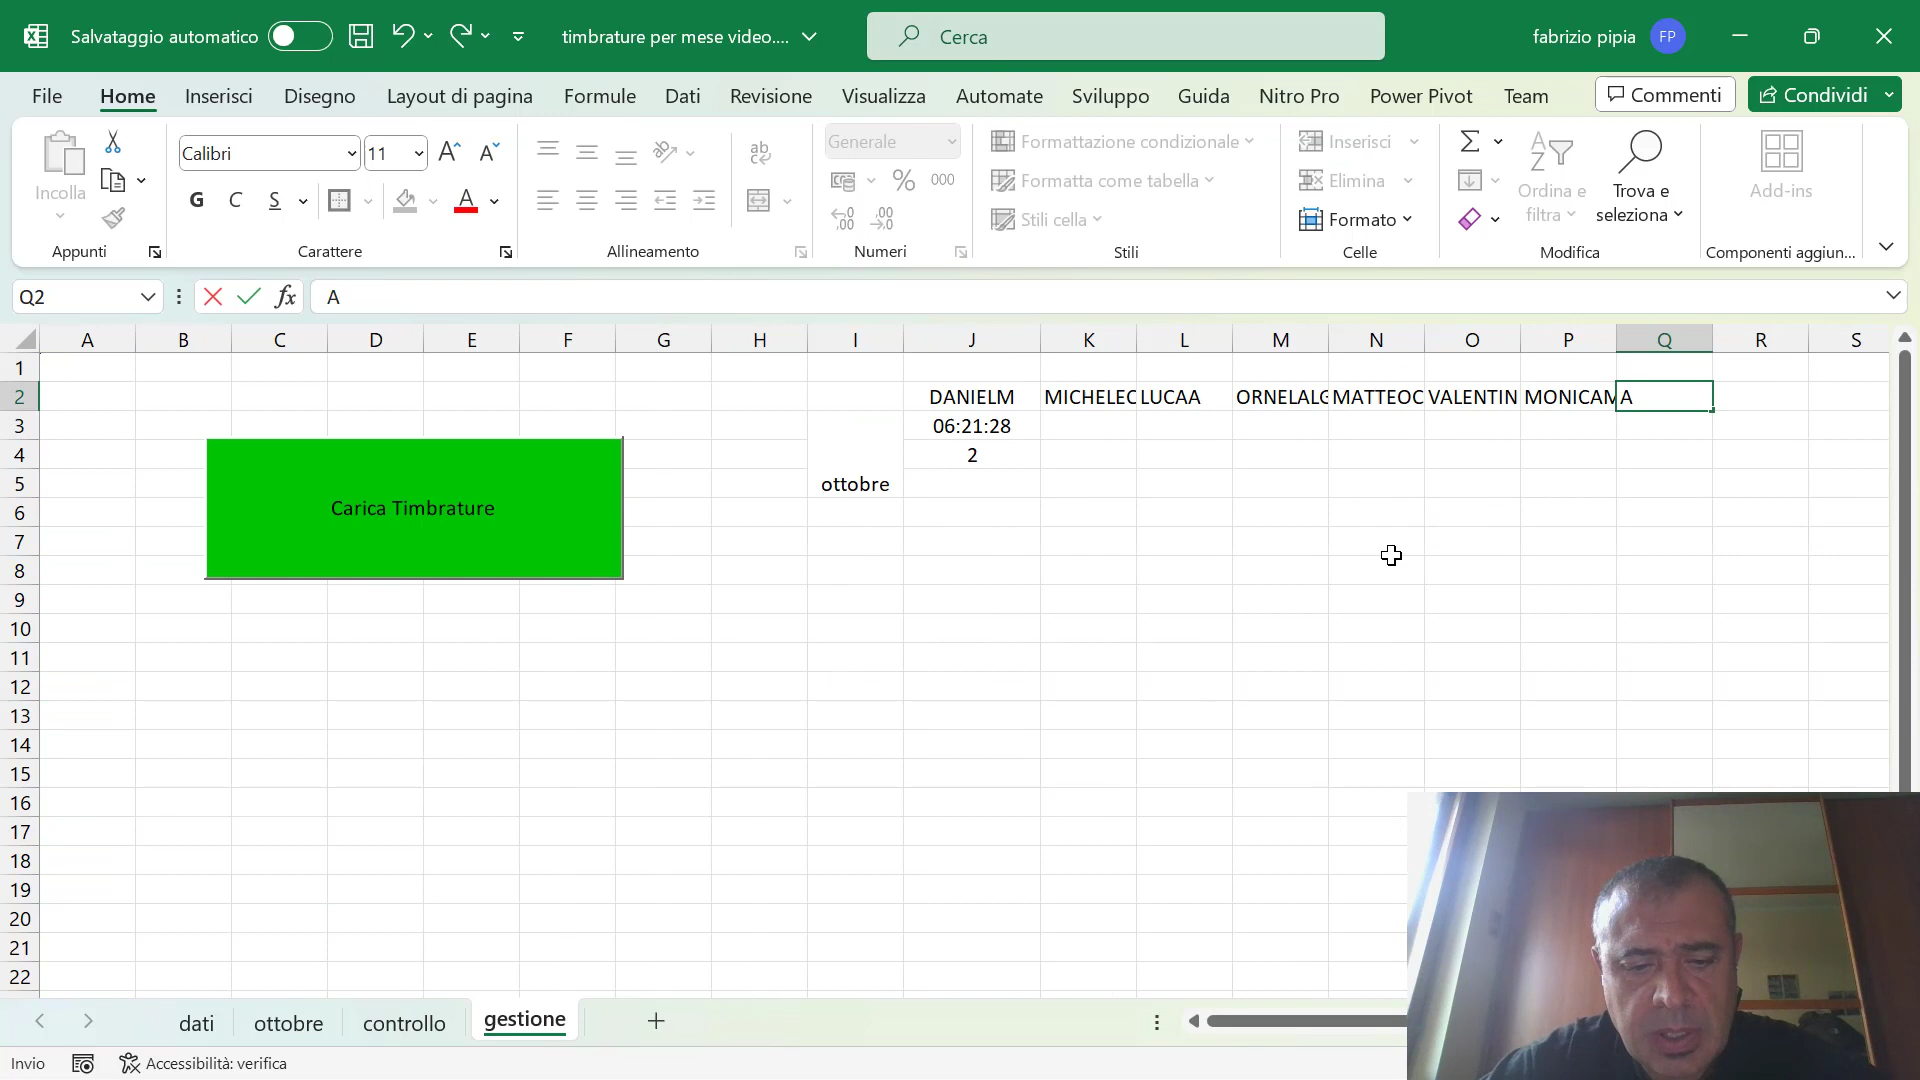 Salvataggio automatico timbrature per mese video.... Cerca fabrizio pipia FP
File Home Inserisci Disegno Layout di pagina Formule Dati Revisione Visualizza Automate Sviluppo Guida Nitro Pro Power Pivot Team Commenti Condividi
Calibri 11 Generale Formattazione condizionale Inserisci
Incolla G C S A % 000 Formatta come tabella Elimina Ordina e filtra Trova e seleziona Add-ins
Stili cella Formato
Appunti Carattere Allineamento Numeri Stili Celle Modifica Componenti aggiun...
Q2 fx A
A B C D E F G H I J K L M N O P Q R S
1
2 DANIELM MICHELEC LUCAA ORNELALG MATTEOC VALENTIN MONICAM A
3 06:21:28
4 2
5 ottobre
6 Carica Timbrature
7
8
9
10
11
12
13
14
15
16
17
18
19
20
21
22
dati ottobre controllo gestione
Invio Accessibilità: verifica